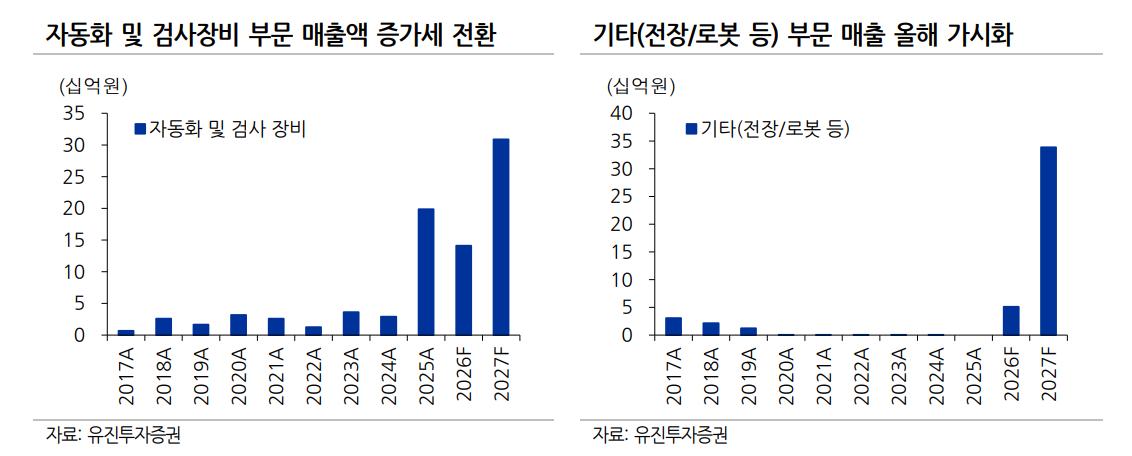 자동화 및 검사장비 부문 매출액 증가세 전환
(십억원)
35
30
25
20
15
10
5
0
자동화 및 검사 장비
2017A
2018A
2019A
2020A
2021A
2022A
2023A
2024A
2025A
2026F
2027F
자료: 유진투자증권
기타(전장/로봇 등) 부문 매출 올해 가시화
(십억원)
40
35
30
25
20
15
10
5
0
기타(전장/로봇 등)
2017A
2018A
2019A
2020A
2021A
2022A
2023A
2024A
2025A
2026F
2027F
자료: 유진투자증권